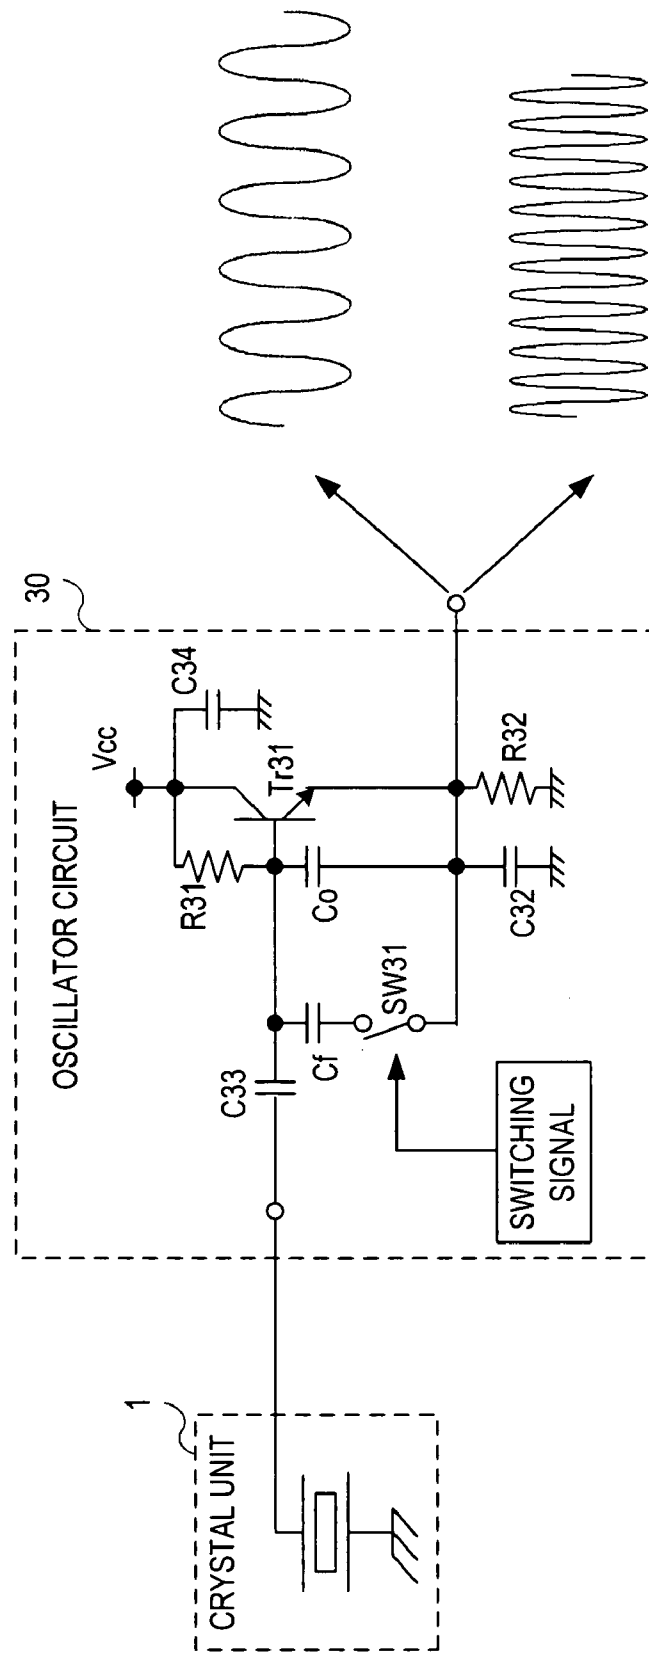 30
OSCILLATOR CIRCUIT
Vcc
C34
R31
Tr31
C33
Co
Cf
SW31
C32
R32
SWITCHING
SIGNAL
1
CRYSTAL UNIT